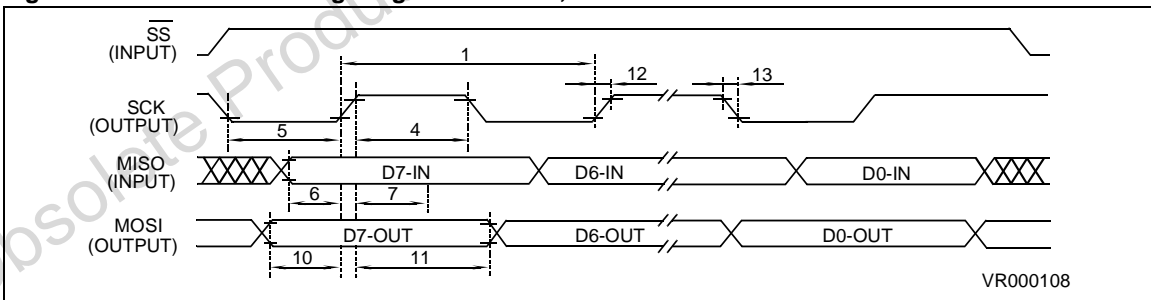 SS
(INPUT)
1
12
13
SCK
(OUTPUT)
5
4
MISO
(INPUT)
D7-IN
D6-IN
D0-IN
6
7
MOSI
(OUTPUT)
D7-OUT
D6-OUT
D0-OUT
10
11
VR000108